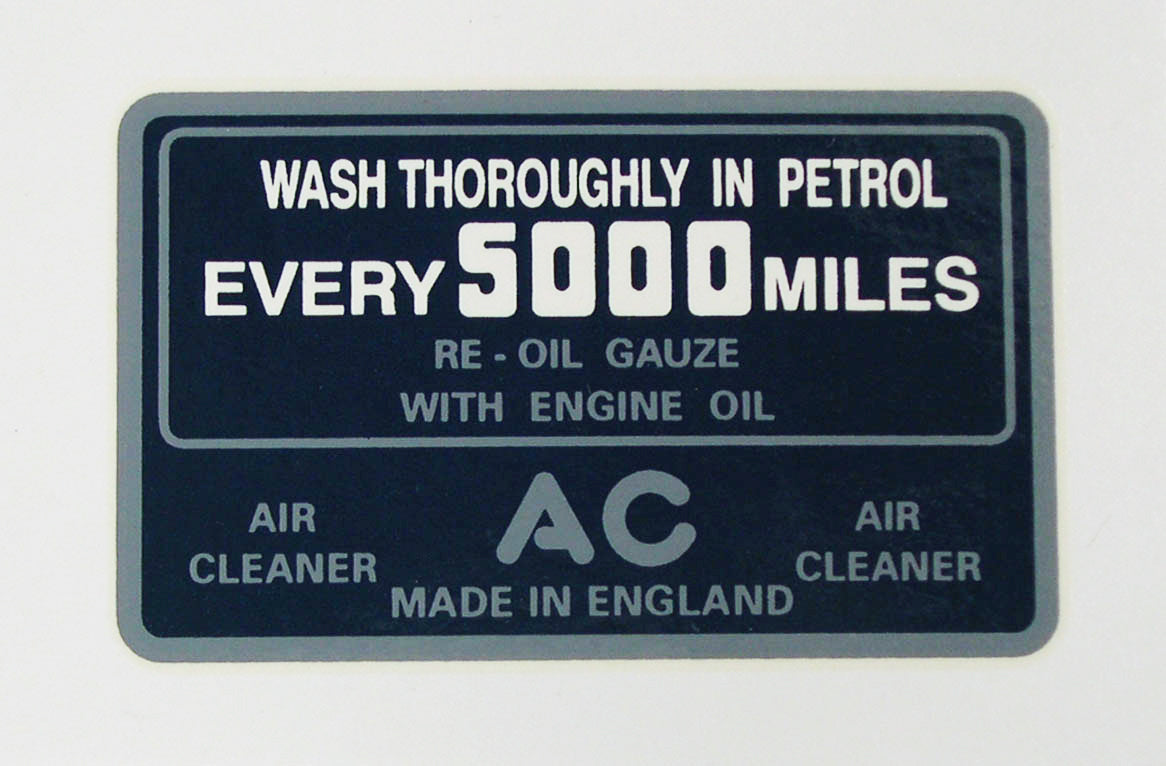 WASH THOROUGHLY IN PETROL
EVERY 5000 MILES
RE-OIL GAUZE
WITH ENGINE OIL
AIR
CLEANER
AC
MADE IN ENGLAND
AIR
CLEANER